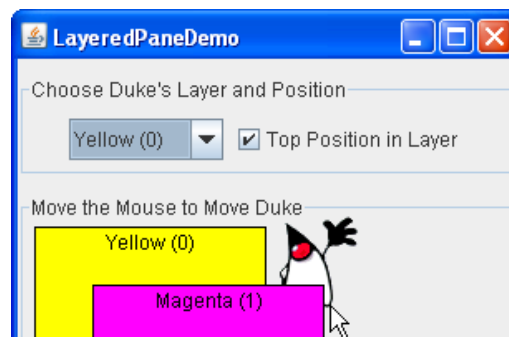 LayeredPaneDemo
Choose Duke's Layer and Position
Yellow (0) Top Position in Layer
Move the Mouse to Move Duke
Yellow (0)
Magenta (1)